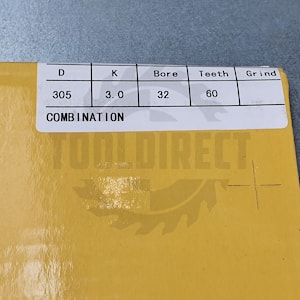 D K Bore Teeth Grind
305 3.0 32 60
COMBINATION
TOOLDIRECT